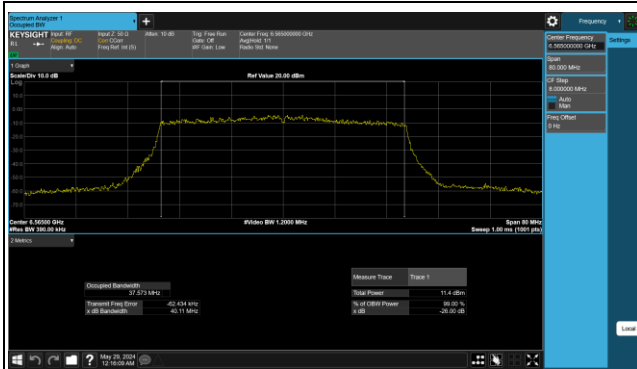 Spectrum Analyzer 1
Occupied BW
Frequency
KEYSIGHT
Input: RF
Coupling: DC
Align: Auto
Input Z: 50 Ω
Corr CCorr
Freq Ref: Int (S)
Atten: 10 dB
Trig: Free Run
Gate: Off
#IF Gain: Low
Center Freq: 6.565000000 GHz
Avg|Hold: 1/1
Radio Std: None
Center Frequency
6.565000000 GHz
Settings
Span
80.000 MHz
CF Step
8.000000 MHz
Auto
Man
Freq Offset
0 Hz
1 Graph
Scale/Div 10.0 dB
Ref Value 20.00 dBm
Log
10.0
0.00
Center 6.56500 GHz
#Video BW 1.2000 MHz
Span 80 MHz
#Res BW 390.00 kHz
Sweep 1.00 ms (1001 pts)
2 Metrics
Measure Trace
Trace 1
Occupied Bandwidth
37.573 MHz
Total Power
11.4 dBm
Transmit Freq Error
-62.434 kHz
% of OBW Power
99.00 %
x dB Bandwidth
40.11 MHz
x dB
-26.00 dB
Local
May 29, 2024
12:16:09 AM